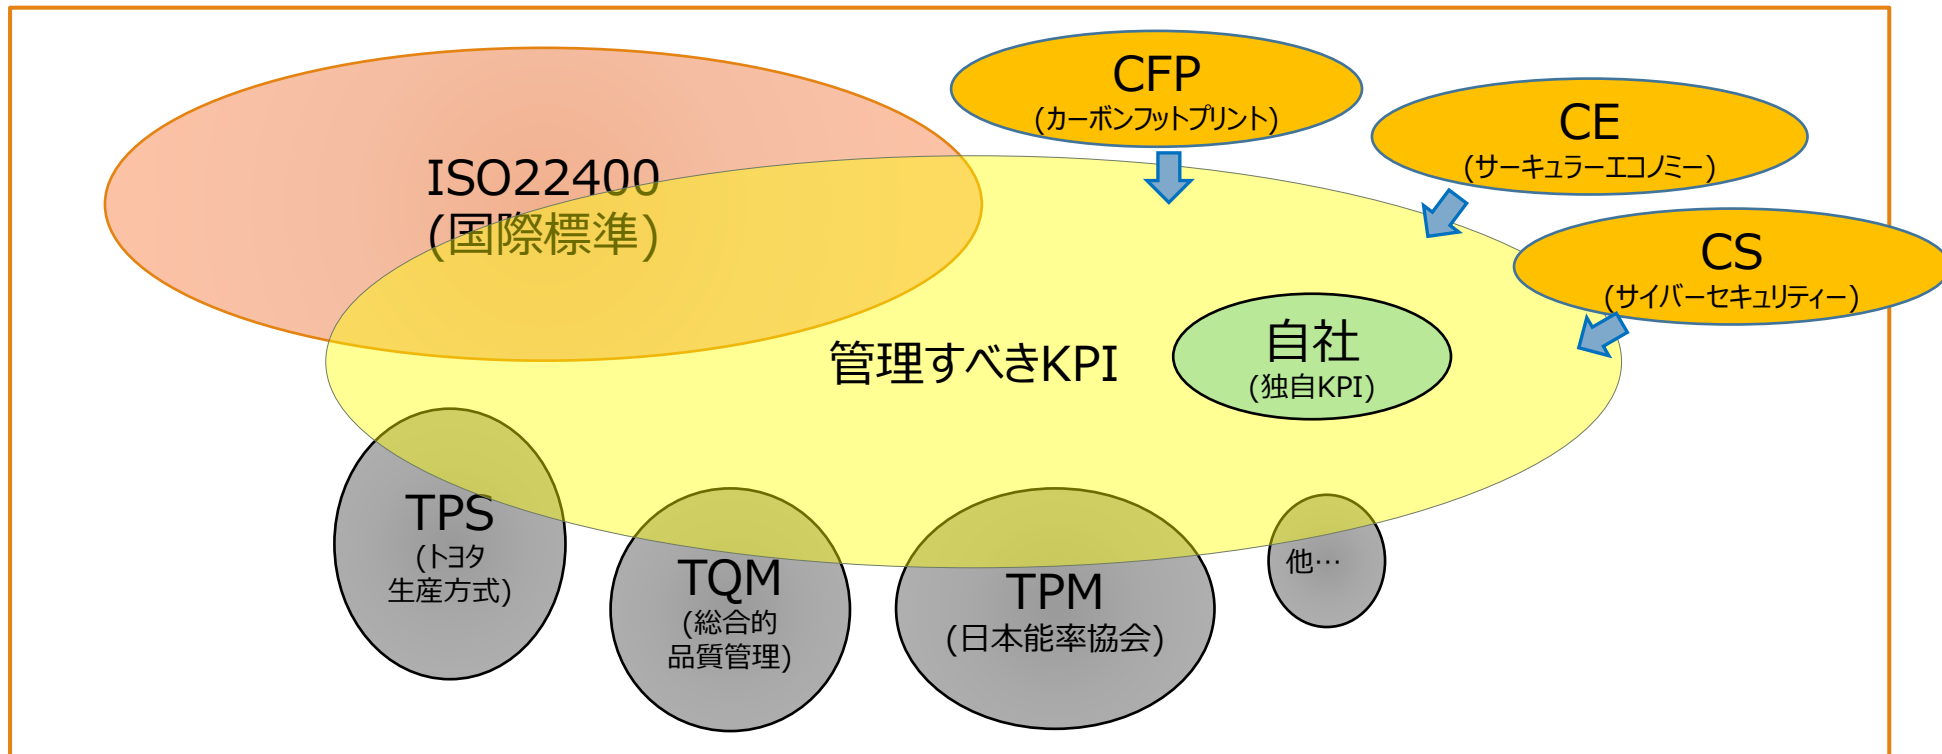 CFP
(カーボンフットプリント)
CE
(サーキュラーエコノミー)
ISO22400
(国際標準)
CS
(サイバーセキュリティー)
管理すべきKPI
自社
(独自KPI)
TPS
(トヨタ
生産方式)
TQM
(総合的
品質管理)
TPM
(日本能率協会)
他…